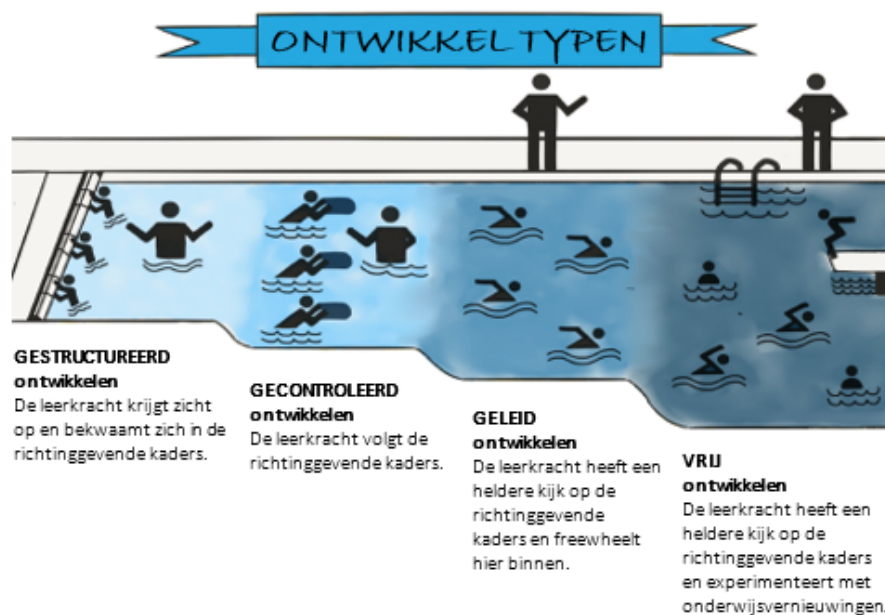 ONTWIKKELTYPEN
GESTRUCTUREERD
ontwikkelen
De leerkracht krijgt zicht
op en bekwaamt zich in de
richtinggevende kaders.
GECONTROLEERD
ontwikkelen
De leerkracht volgt de
richtinggevende kaders.
GELEID
ontwikkelen
De leerkracht heeft een
heldere kijk op de
richtinggevende
kaders en freewheelt
hier binnen.
VRIJ
ontwikkelen
De leerkracht heeft een
heldere kijk op de
richtinggevende kaders
en experimenteert met
onderwijsvernieuwingen.